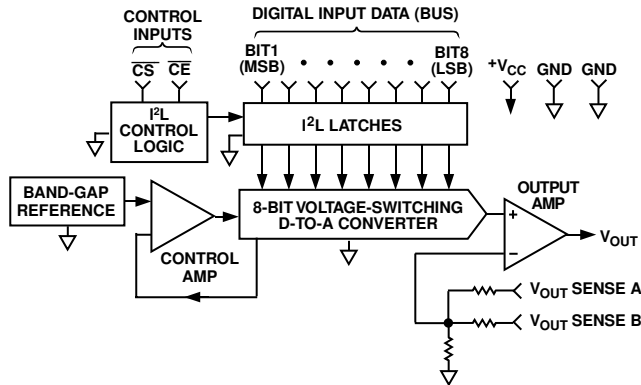 CONTROL
INPUTS
DIGITAL INPUT DATA (BUS)
CS CE
BIT1
(MSB)
BIT8
(LSB)
+VCC GND GND
I2L
CONTROL
LOGIC
I2L LATCHES
BAND-GAP
REFERENCE
8-BIT VOLTAGE-SWITCHING
D-TO-A CONVERTER
OUTPUT
AMP
+
–
VOUT
CONTROL
AMP
VOUT SENSE A
VOUT SENSE B